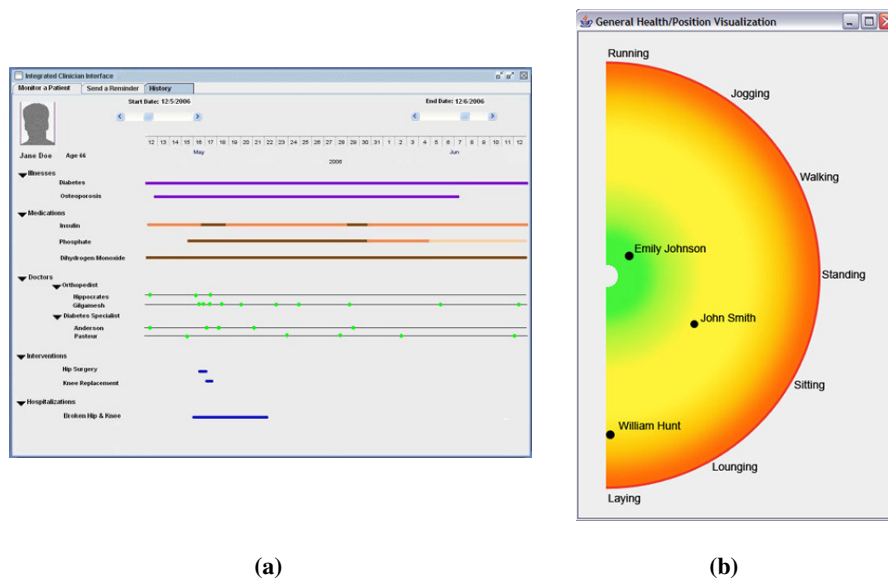 Integrated Clinician Interface
Monitor a Patient Send a Reminder History
Start Date: 12/5/2006 End Date: 12/6/2006
12 13 14 15 16 17 18 19 20 21 22 23 24 25 26 27 28 29 30 31 1 2 3 4 5 6 7 8 9 10 11 12
May Jun
2006
Jane Doe Age 66
Illnesses
Diabetes
Osteoporosis
Medications
Insulin
Phosphate
Dihydrogen Monoxide
Doctors
Orthopedist
Hippocrates
Gilgamesh
Diabetes Specialist
Anderson
Pasteur
Interventions
Hip Surgery
Knee Replacement
Hospitalizations
Broken Hip & Knee
(a)
General Health/Position Visualization
Running
Jogging
Walking
Emily Johnson
Standing
John Smith
Sitting
William Hunt
Lounging
Laying
(b)